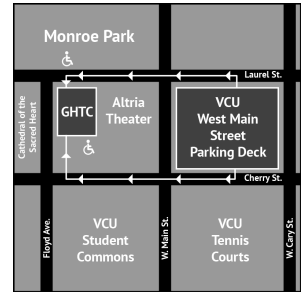 Monroe Park
Laurel St.
Cathedral of the
Sacred Heart
GHTC
Altria
Theater
VCU
West Main
Street
Parking Deck
Cherry St.
Floyd Ave.
VCU
Student
Commons
W. Main St.
VCU
Tennis
Courts
W. Cary St.